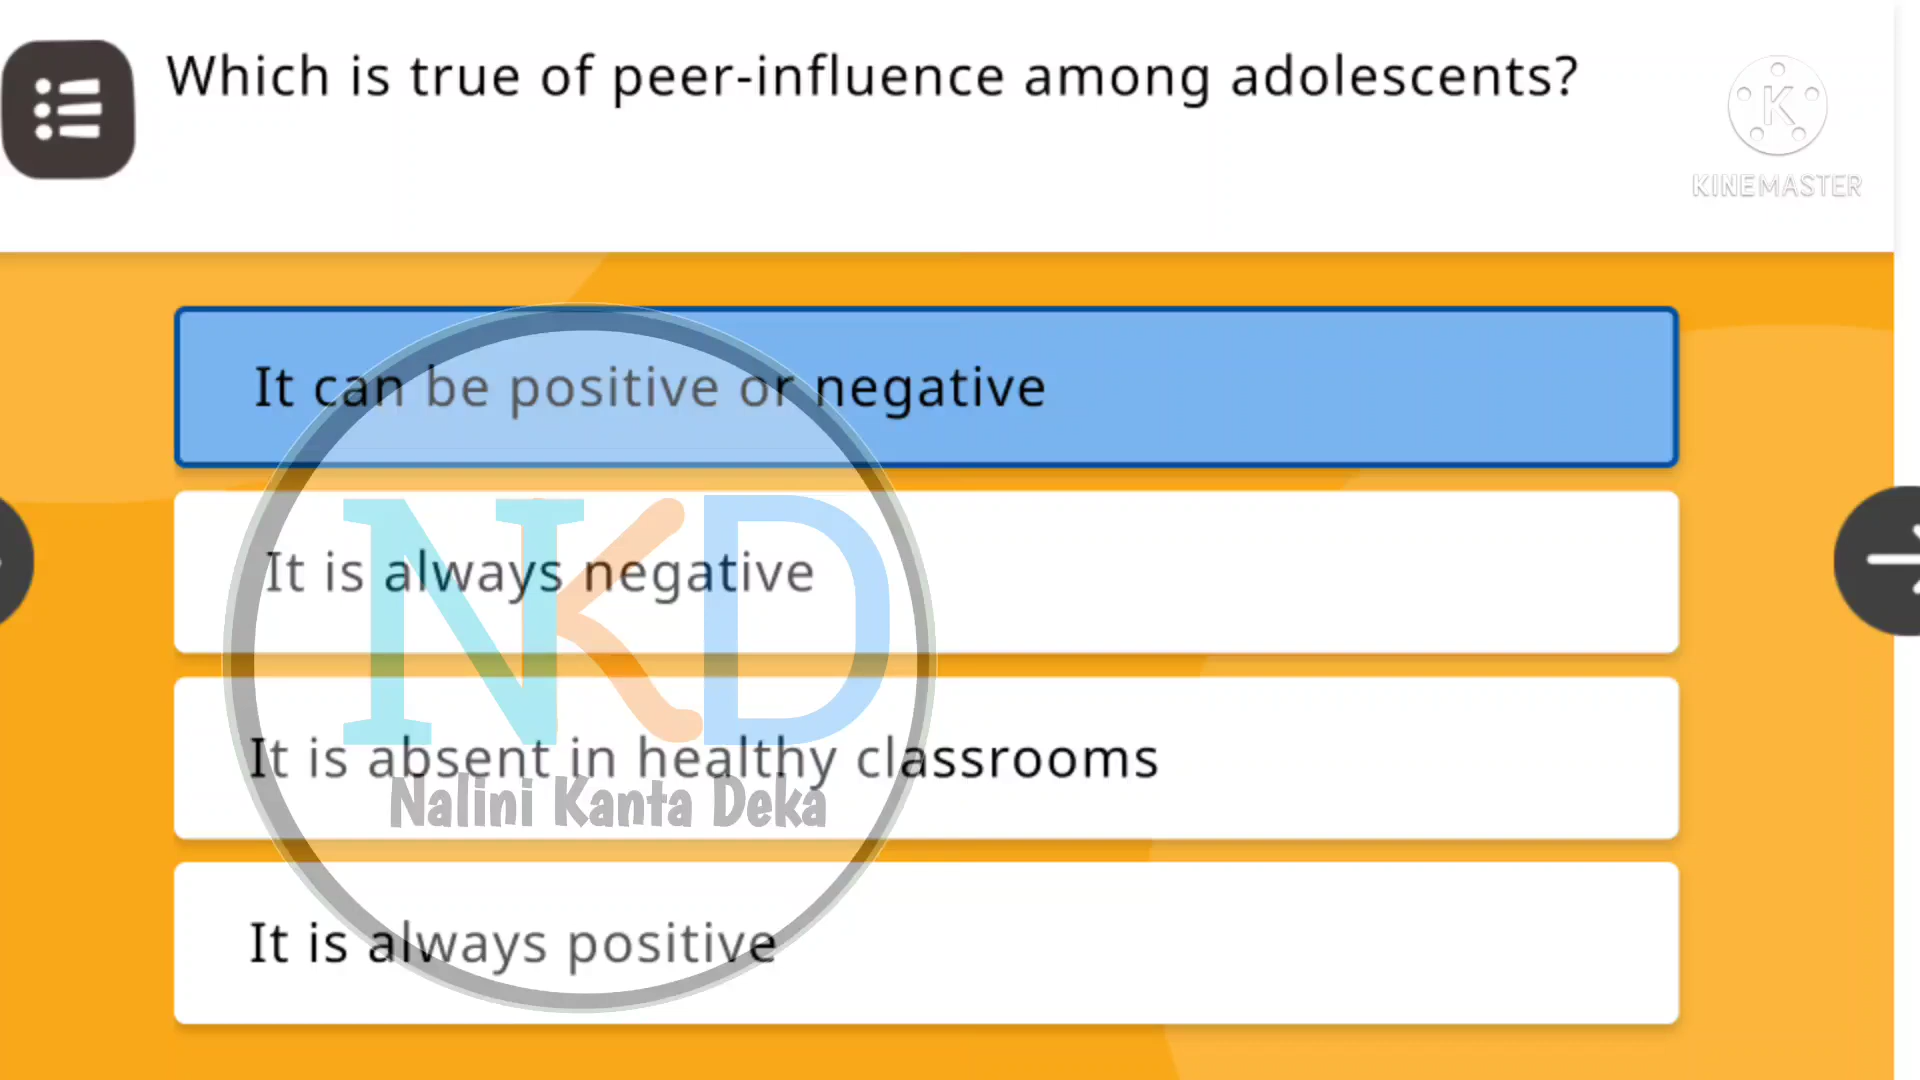 Which is true of peer-influence among adolescents?
K
KINEMASTER
It can be positive or negative
It is always negative
NKD
It is absent in healthy classrooms
Nalini Kanta Deka
It is always positive